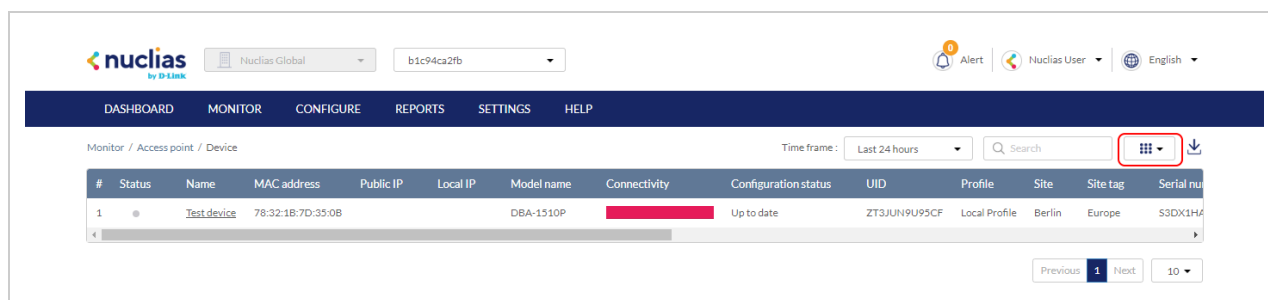 nuclias by D-Link Nuclias Global b1c94ca2fb 0 Alert Nuclias User English
DASHBOARD MONITOR CONFIGURE REPORTS SETTINGS HELP
Monitor / Access point / Device Time frame : Last 24 hours Search
# Status Name MAC address Public IP Local IP Model name Connectivity Configuration status UID Profile Site Site tag Serial nu
1 Test device 78:32:1B:7D:35:0B DBA-1510P Up to date ZT3JUN9U95CF Local Profile Berlin Europe S3DX1HA
Previous 1 Next 10